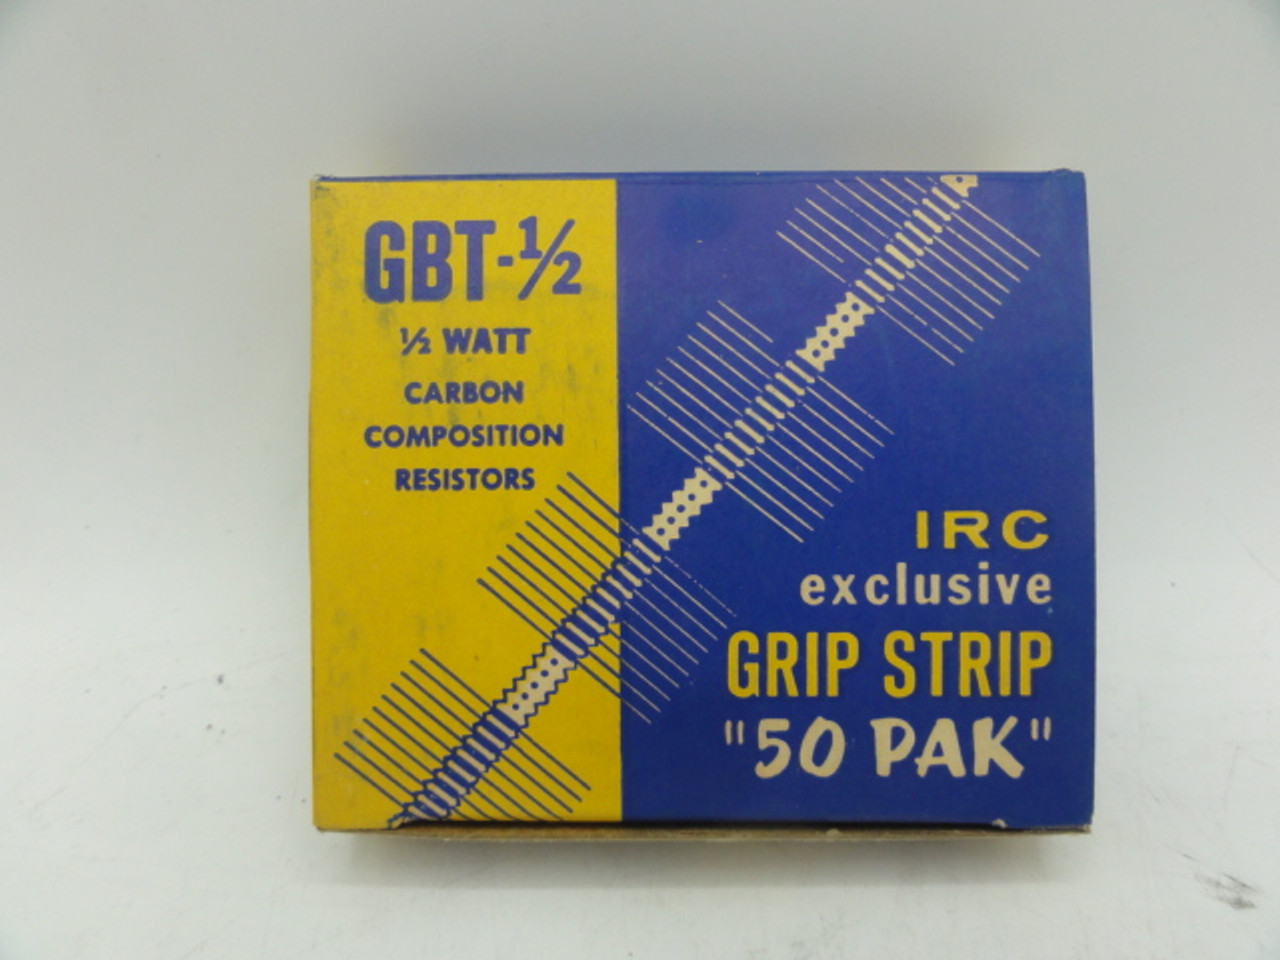 GBT-½
½ WATT
CARBON
COMPOSITION
RESISTORS
IRC
exclusive
GRIP STRIP
"50 PAK"